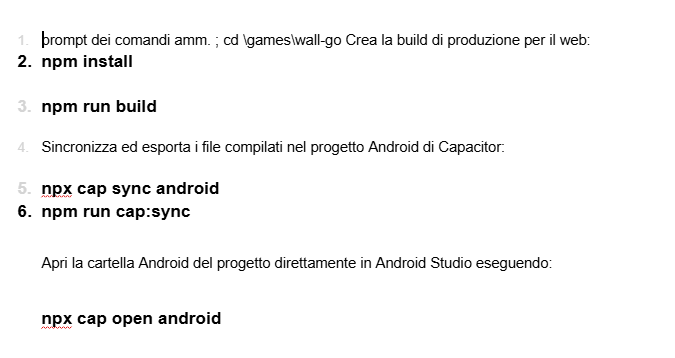 1. prompt dei comandi amm. ; cd \games\wall-go Crea la build di produzione per il web:
2. npm install
3. npm run build
4. Sincronizza ed esporta i file compilati nel progetto Android di Capacitor:
5. npx cap sync android
6. npm run cap:sync
Apri la cartella Android del progetto direttamente in Android Studio eseguendo:
npx cap open android